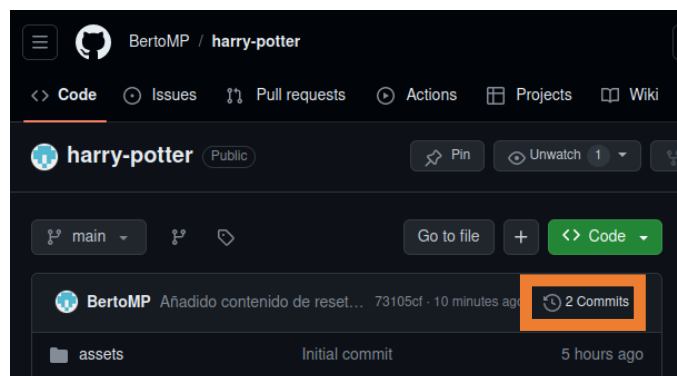 BertoMP / harry-potter
Code Issues Pull requests Actions Projects Wiki
harry-potter Public Pin Unwatch 1
main Go to file + Code
BertoMP Añadido contenido de reset... 73105cf · 10 minutes ago 2 Commits
assets Initial commit 5 hours ago